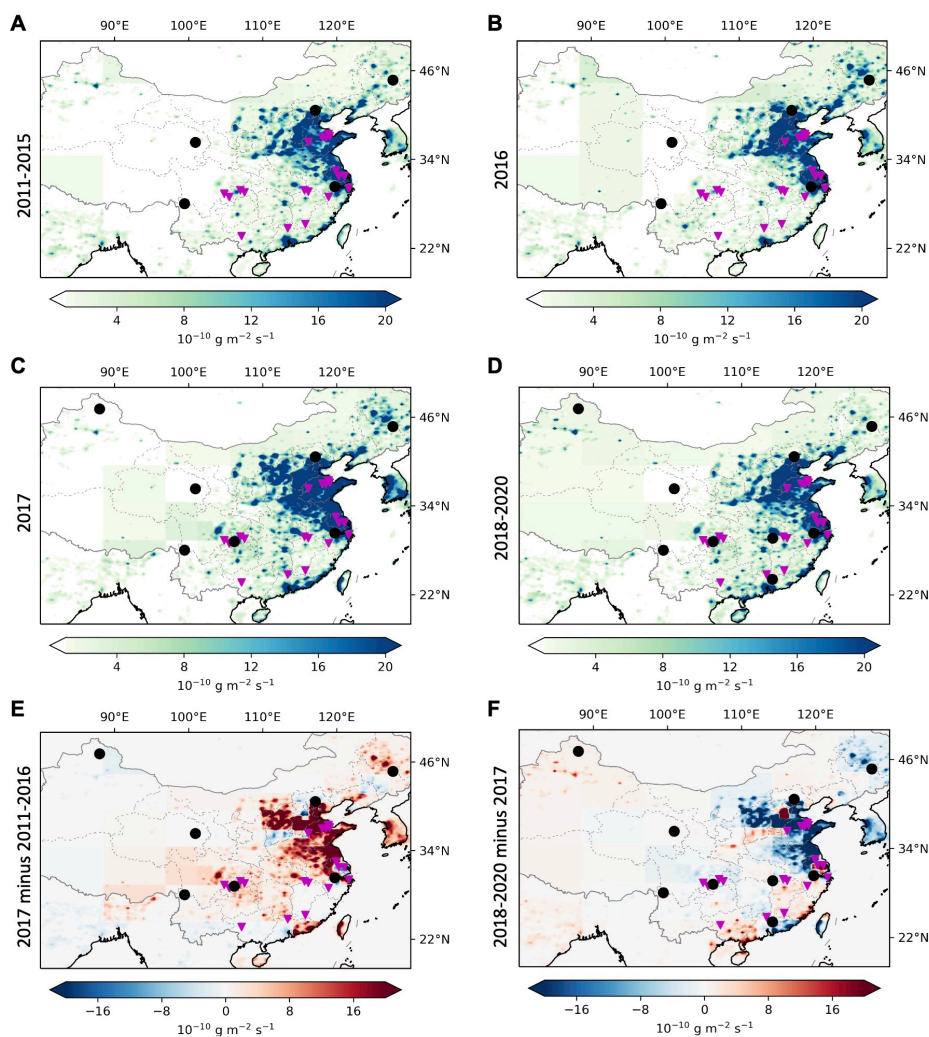 A
B
90°E 100°E 110°E 120°E
90°E 100°E 110°E 120°E
2011-2015
46°N
34°N
22°N
2016
46°N
34°N
22°N
4 8 12 16 20
4 8 12 16 20
10⁻¹⁰ g m⁻² s⁻¹
10⁻¹⁰ g m⁻² s⁻¹
C
D
90°E 100°E 110°E 120°E
90°E 100°E 110°E 120°E
2017
46°N
34°N
22°N
2018-2020
46°N
34°N
22°N
4 8 12 16 20
4 8 12 16 20
10⁻¹⁰ g m⁻² s⁻¹
10⁻¹⁰ g m⁻² s⁻¹
E
F
90°E 100°E 110°E 120°E
90°E 100°E 110°E 120°E
2017 minus 2011-2016
46°N
34°N
22°N
2018-2020 minus 2017
46°N
34°N
22°N
−16 −8 0 8 16
−16 −8 0 8 16
10⁻¹⁰ g m⁻² s⁻¹
10⁻¹⁰ g m⁻² s⁻¹